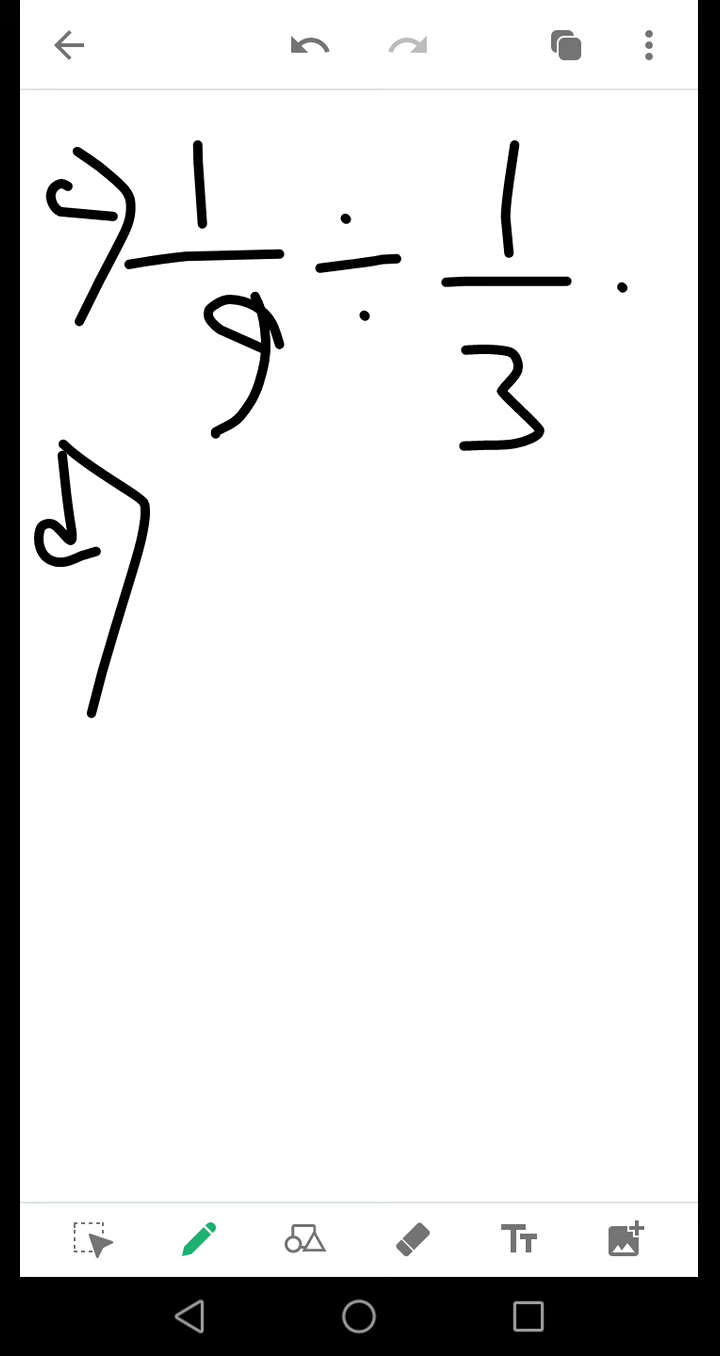 c) 1/9 ÷ 1/3 .
d)